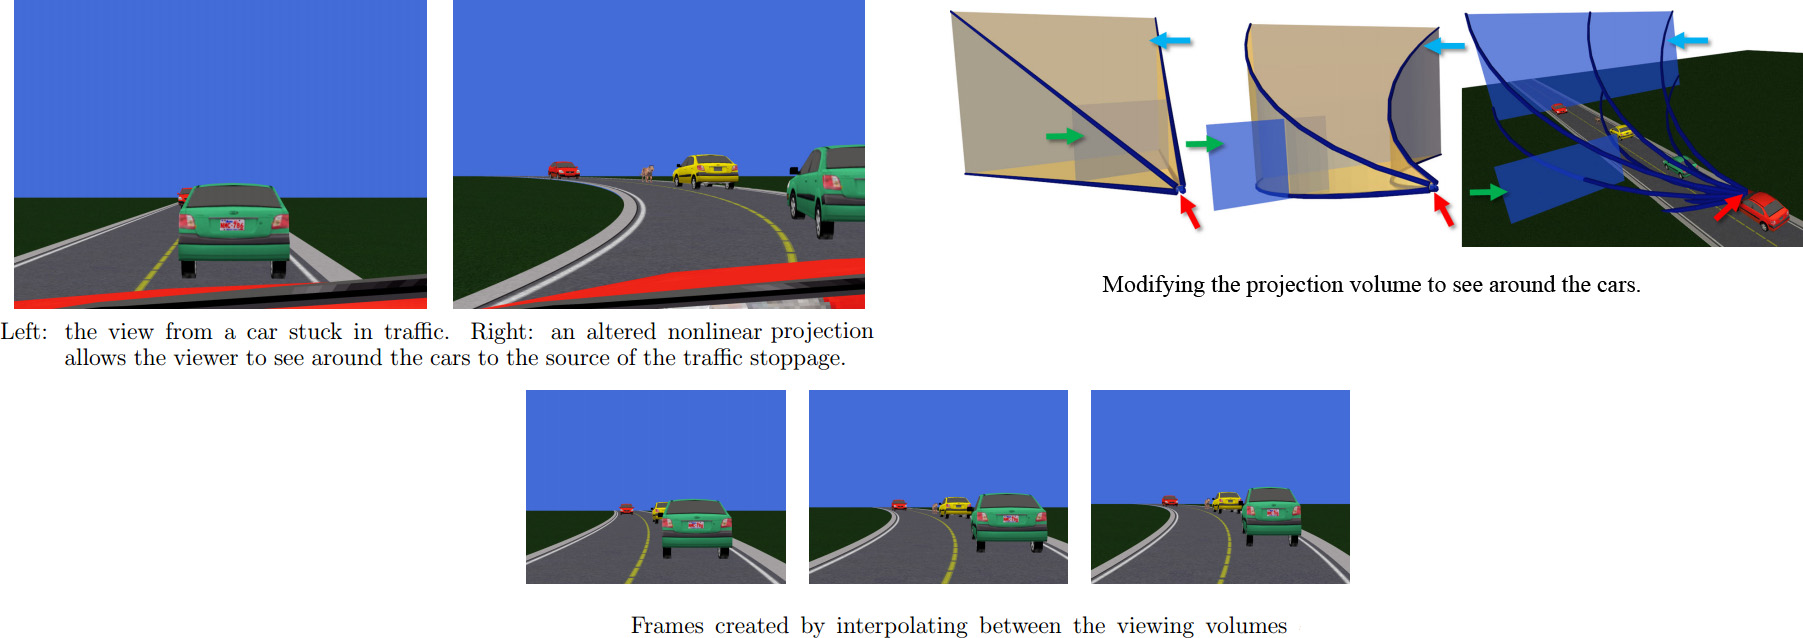 Left: the view from a car stuck in traffic. Right: an altered nonlinear projection
allows the viewer to see around the cars to the source of the traffic stoppage.
Modifying the projection volume to see around the cars.
Frames created by interpolating between the viewing volumes